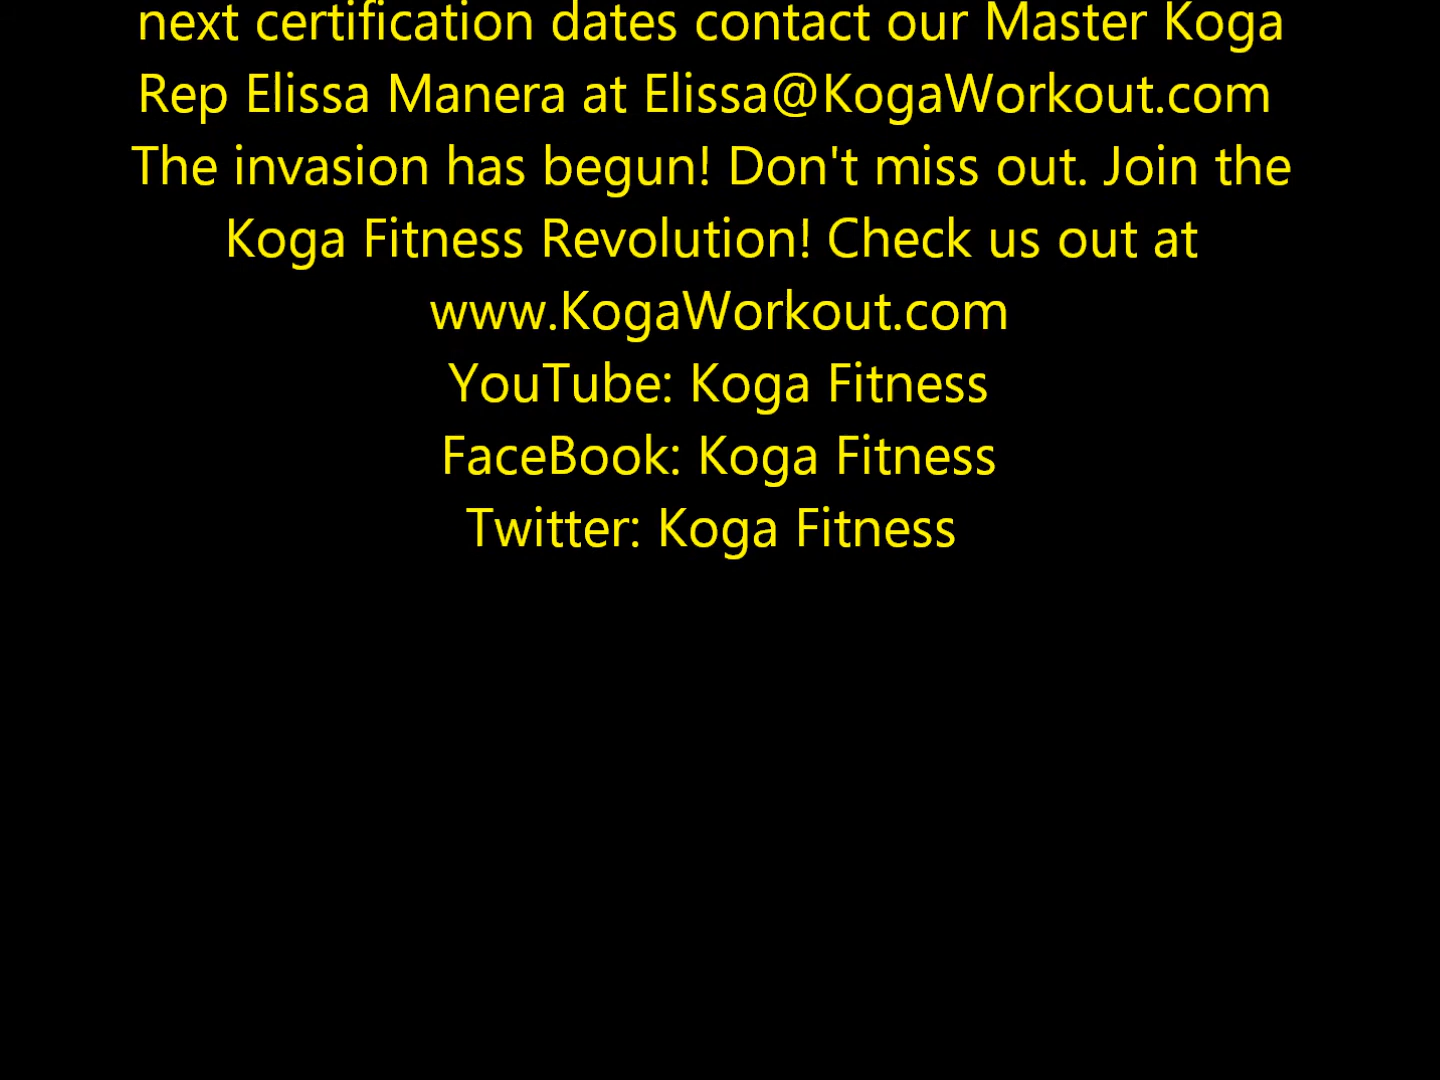 next certification dates contact our Master Koga
Rep Elissa Manera at Elissa@KogaWorkout.com
The invasion has begun! Don't miss out. Join the
Koga Fitness Revolution! Check us out at
www.KogaWorkout.com
YouTube: Koga Fitness
FaceBook: Koga Fitness
Twitter: Koga Fitness